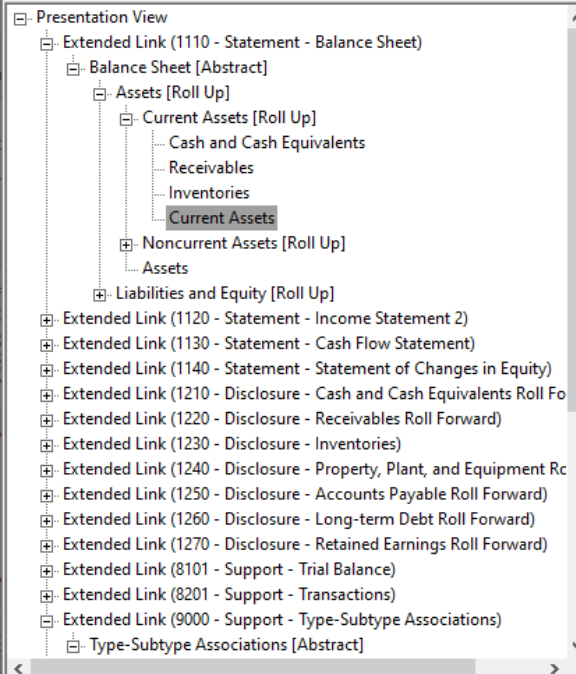 Presentation View
Extended Link (1110 - Statement - Balance Sheet)
Balance Sheet [Abstract]
Assets [Roll Up]
Current Assets [Roll Up]
Cash and Cash Equivalents
Receivables
Inventories
Current Assets
Noncurrent Assets [Roll Up]
Assets
Liabilities and Equity [Roll Up]
Extended Link (1120 - Statement - Income Statement 2)
Extended Link (1130 - Statement - Cash Flow Statement)
Extended Link (1140 - Statement - Statement of Changes in Equity)
Extended Link (1210 - Disclosure - Cash and Cash Equivalents Roll Fo
Extended Link (1220 - Disclosure - Receivables Roll Forward)
Extended Link (1230 - Disclosure - Inventories)
Extended Link (1240 - Disclosure - Property, Plant, and Equipment Rc
Extended Link (1250 - Disclosure - Accounts Payable Roll Forward)
Extended Link (1260 - Disclosure - Long-term Debt Roll Forward)
Extended Link (1270 - Disclosure - Retained Earnings Roll Forward)
Extended Link (8101 - Support - Trial Balance)
Extended Link (8201 - Support - Transactions)
Extended Link (9000 - Support - Type-Subtype Associations)
Type-Subtype Associations [Abstract]